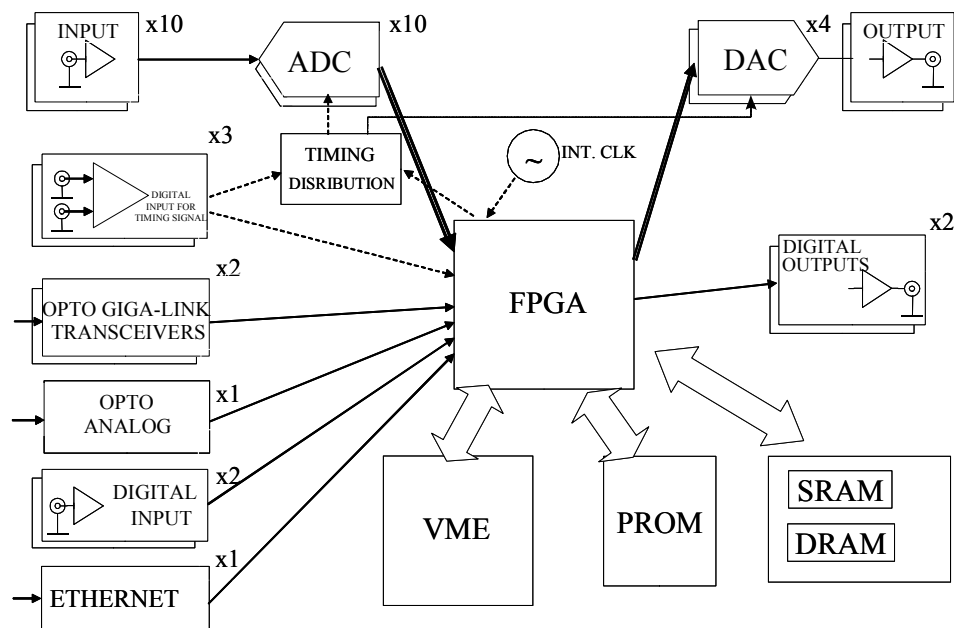 INPUT
x10
ADC
x10
DAC
x4
OUTPUT
x3
DIGITAL
INPUT FOR
TIMING SIGNAL
TIMING
DISRIBUTION
~
INT. CLK
x2
OPTO GIGA-LINK
TRANSCEIVERS
FPGA
DIGITAL
OUTPUTS
x2
x1
OPTO
ANALOG
x2
DIGITAL
INPUT
x1
ETHERNET
VME
PROM
SRAM
DRAM